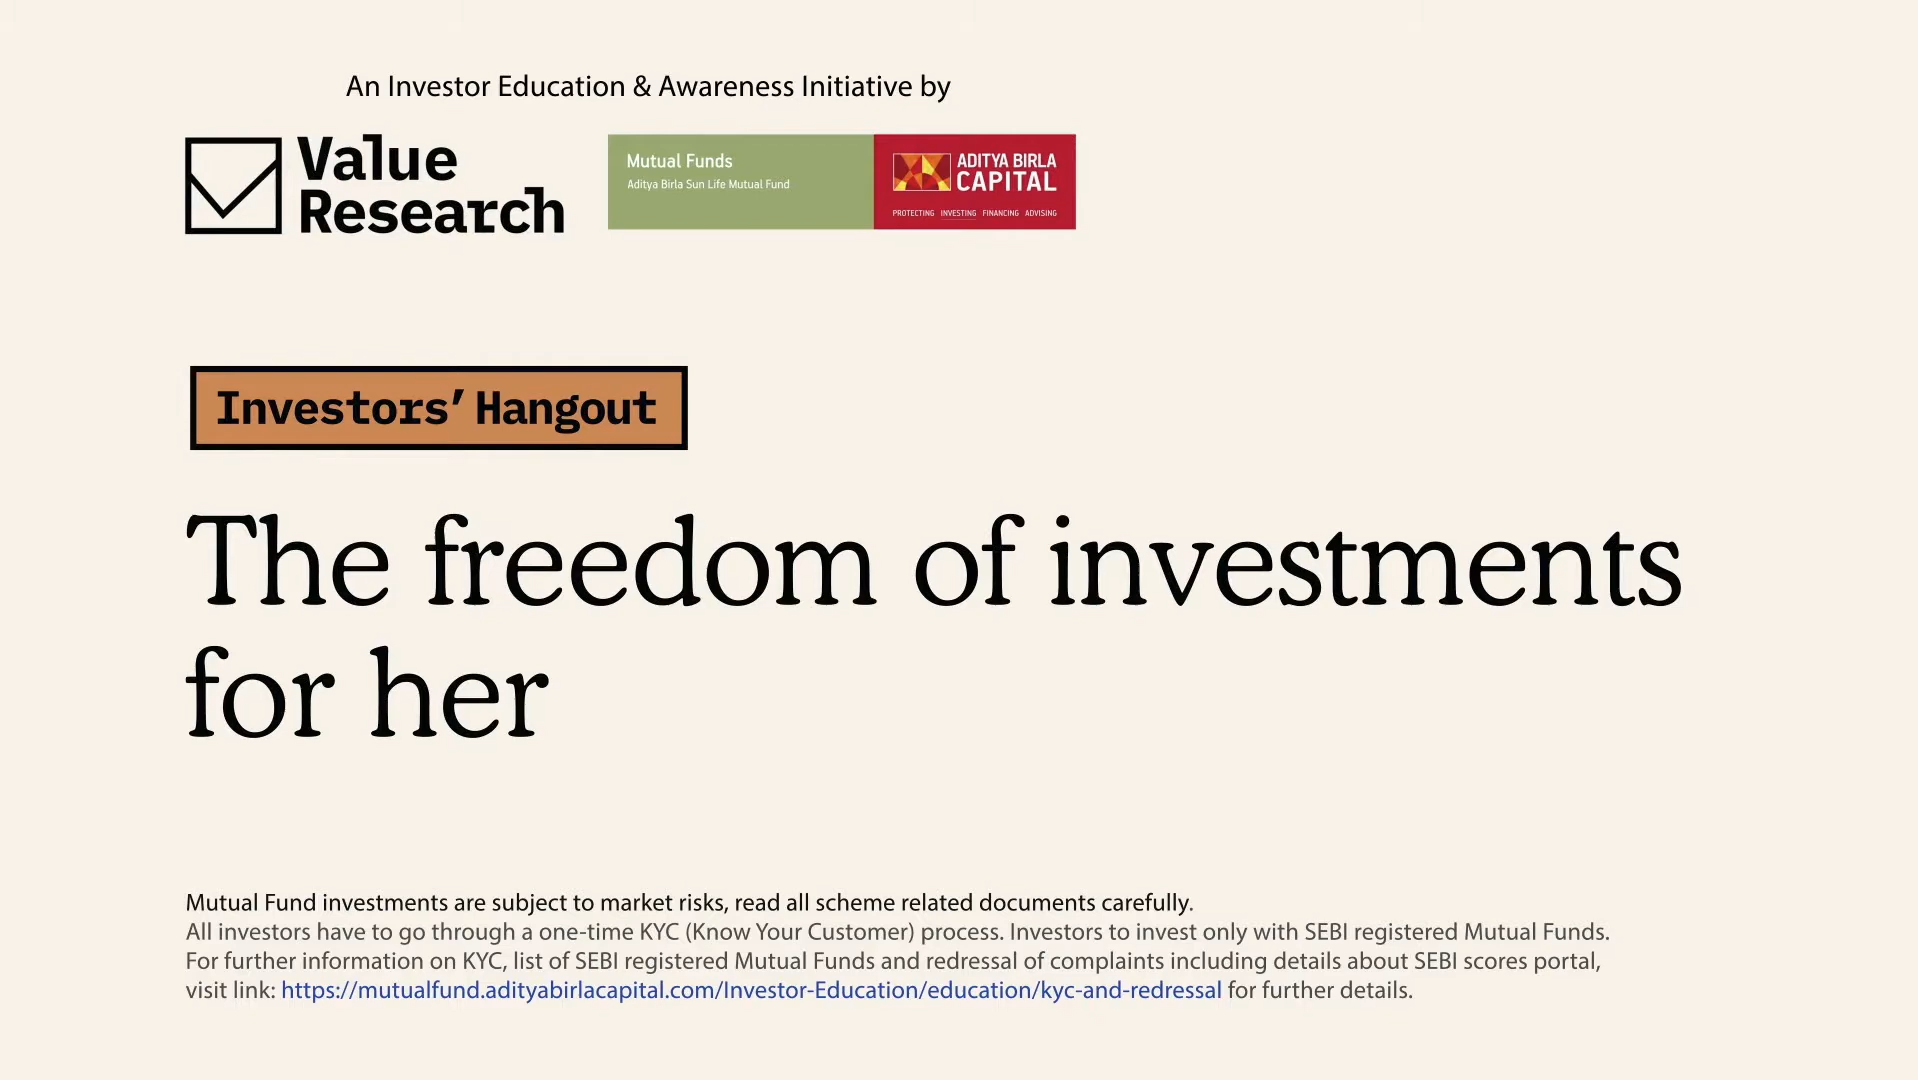 An Investor Education & Awareness Initiative by
Value
Research
Mutual Funds
Aditya Birla Sun Life Mutual Fund
ADITYA BIRLA
CAPITAL
PROTECTING INVESTING FINANCING ADVISING
Investors’ Hangout
The freedom of investments
for her
Mutual Fund investments are subject to market risks, read all scheme related documents carefully.
All investors have to go through a one-time KYC (Know Your Customer) process. Investors to invest only with SEBI registered Mutual Funds.
For further information on KYC, list of SEBI registered Mutual Funds and redressal of complaints including details about SEBI scores portal,
visit link: https://mutualfund.adityabirlacapital.com/Investor-Education/education/kyc-and-redressal for further details.